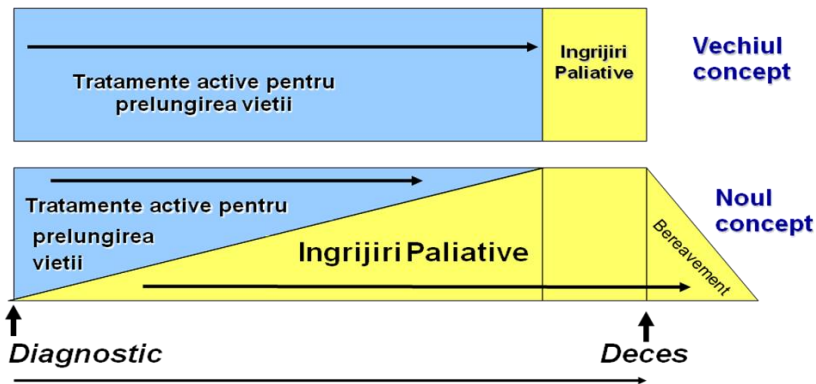 Tratamente active pentru
prelungirea vietii
Ingrijiri
Paliative
Vechiul
concept
Tratamente active pentru
prelungirea
vietii
Ingrijiri Paliative
Bereavement
Noul
concept
Diagnostic
Deces